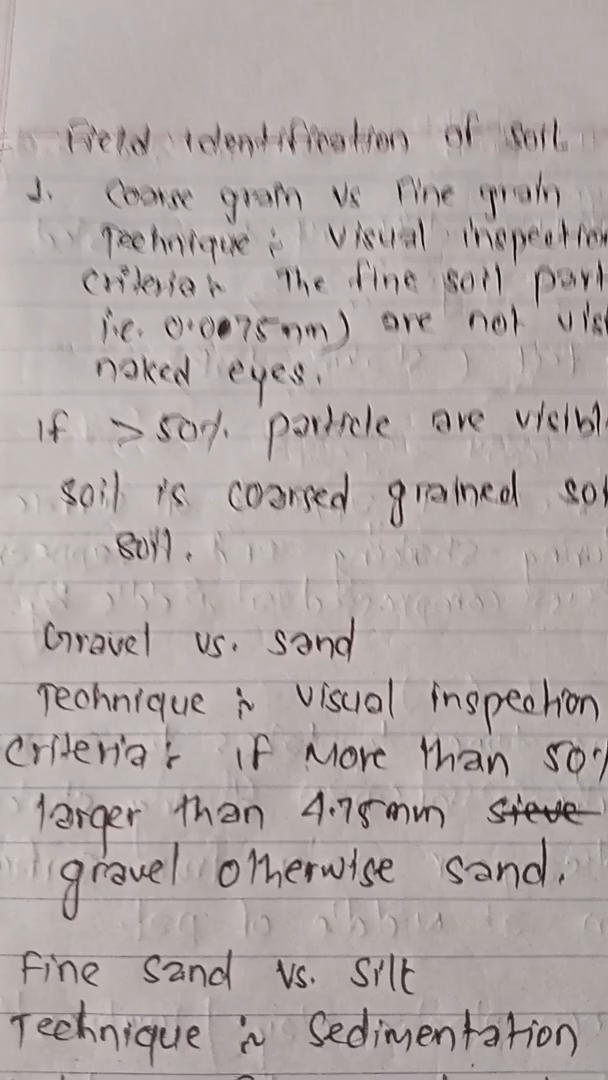 Field identification of soil
1. Coarse grain vs Fine grain
Technique : visual inspection
Criteria : The fine soil part
i.e. 0.0075mm) are not vis
naked eyes.
If > 50% particle are visibl
soil is coarsed grained so
soil.
Gravel vs. sand
Technique : visual inspection
Criteria : if more than 50%
larger than 4.75mm sieve
gravel otherwise sand.
Fine sand vs. silt
Technique : Sedimentation